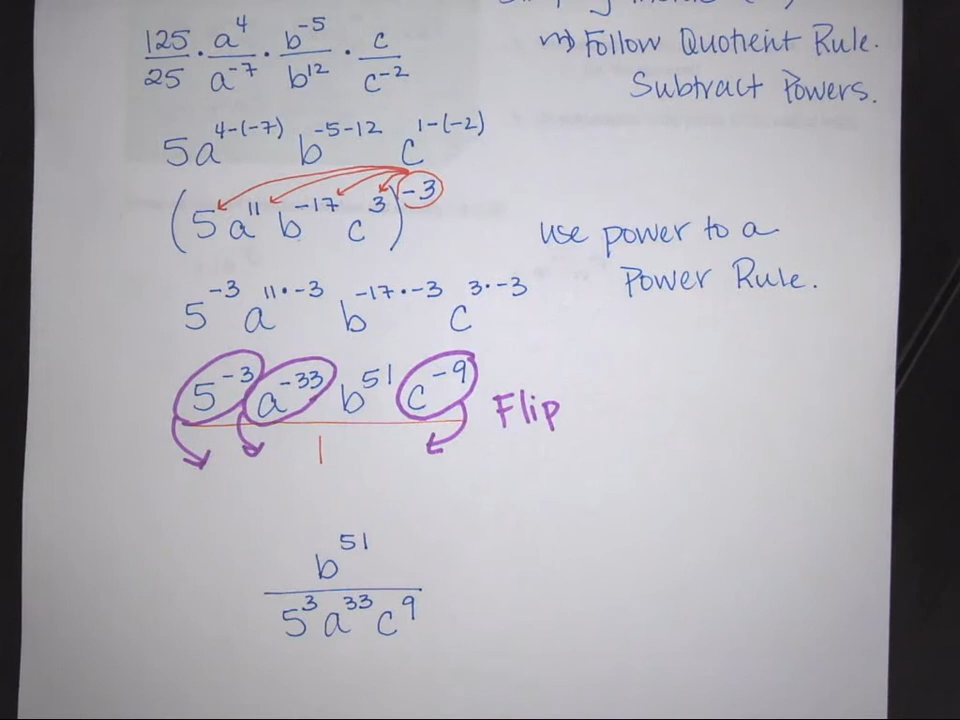 125/25 · a^4/a^-7 · b^-5/b^12 · c/c^-2
⇝ Follow Quotient Rule.
Subtract Powers.
5a^4-(-7) b^-5-12 c^1-(-2)
(5a^11 b^-17 c^3)^-3
use power to a
Power Rule.
5^-3 a^11·-3 b^-17·-3 c^3·-3
5^-3 a^-33 b^51 c^-9
Flip
1
b^51
5^3 a^33 c^9